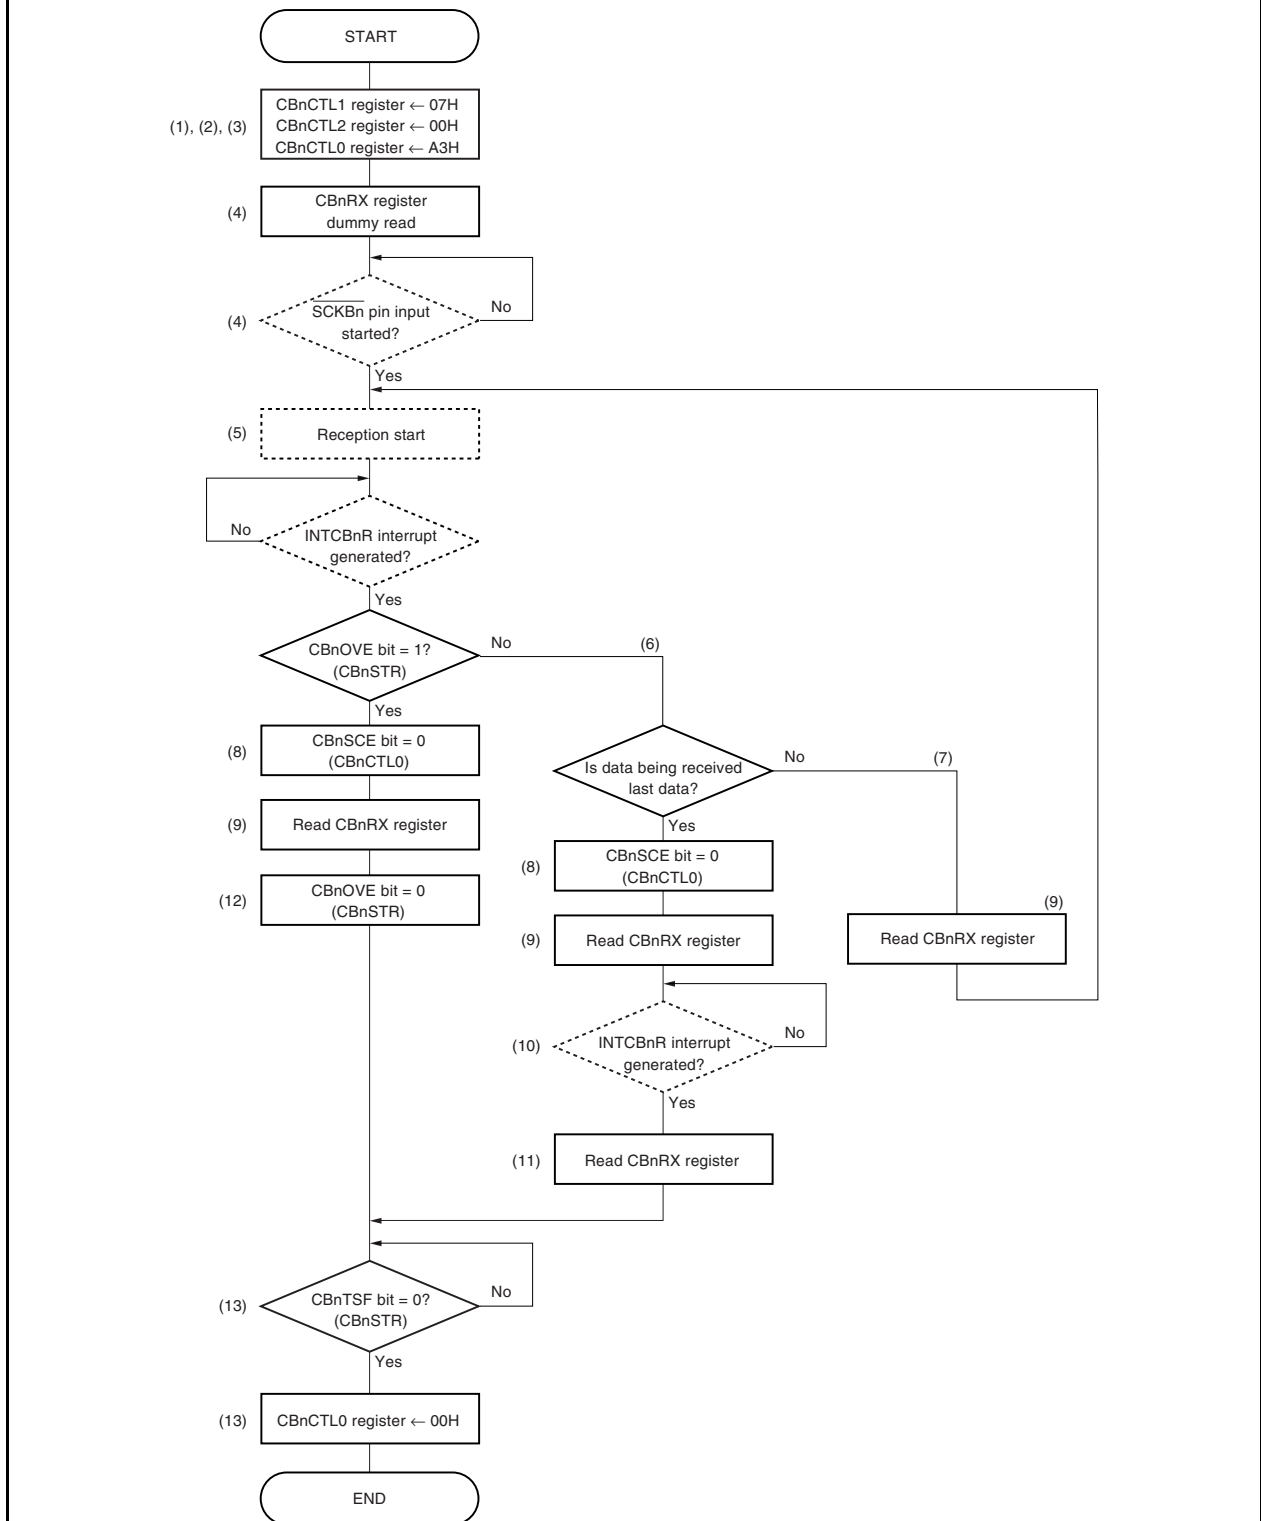 START
(1), (2), (3)
CBnCTL1 register ← 07H
CBnCTL2 register ← 00H
CBnCTL0 register ← A3H
(4)
CBnRX register
dummy read
(4)
SCKBn pin input
started?
No
Yes
(5)
Reception start
No
INTCBnR interrupt
generated?
Yes
CBnOVE bit = 1?
(CBnSTR)
No
(6)
Yes
(8)
CBnSCE bit = 0
(CBnCTL0)
(9)
Read CBnRX register
(12)
CBnOVE bit = 0
(CBnSTR)
Is data being received
last data?
No
(7)
Yes
(8)
CBnSCE bit = 0
(CBnCTL0)
(9)
Read CBnRX register
(9)
Read CBnRX register
(10)
INTCBnR interrupt
generated?
No
Yes
(11)
Read CBnRX register
(13)
CBnTSF bit = 0?
(CBnSTR)
No
Yes
(13)
CBnCTL0 register ← 00H
END